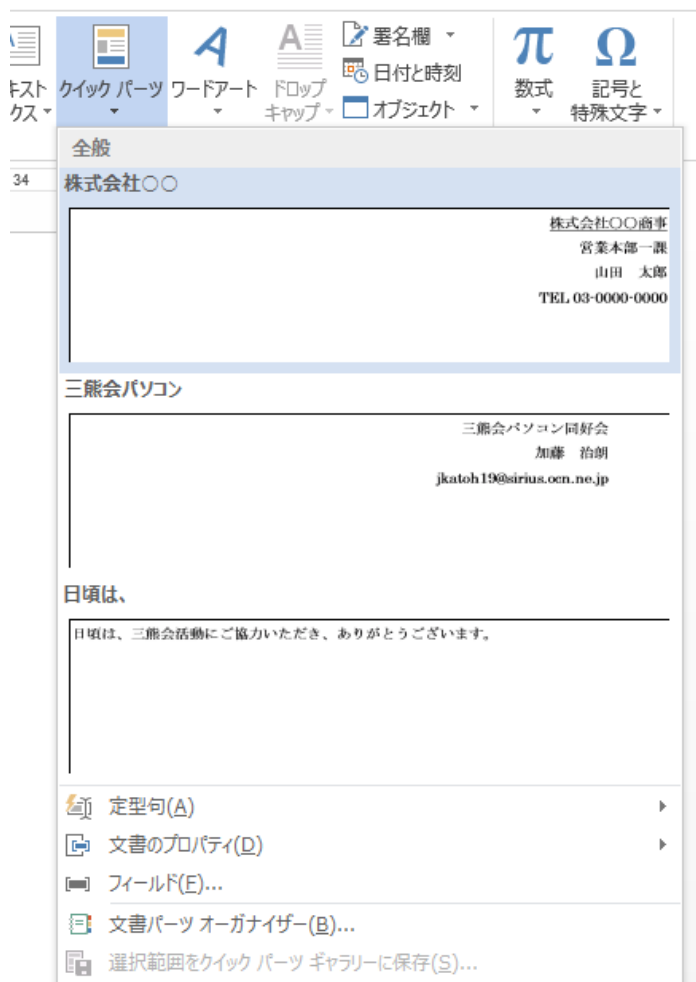 キスト
クス
クイック パーツ
ワードアート
ドロップ
キャップ
署名欄
日付と時刻
オブジェクト
数式
記号と
特殊文字
34
全般
株式会社○○
株式会社○○商事
営業本部一課
山田 太郎
TEL 03-0000-0000
三熊会パソコン
三熊会パソコン同好会
加藤 治朗
jkatoh19@sirius.ocn.ne.jp
日頃は、
日頃は、三熊会活動にご協力いただき、ありがとうございます。
定型句(A)
文書のプロパティ(D)
フィールド(F)...
文書パーツ オーガナイザー(B)...
選択範囲をクイック パーツ ギャラリーに保存(S)...